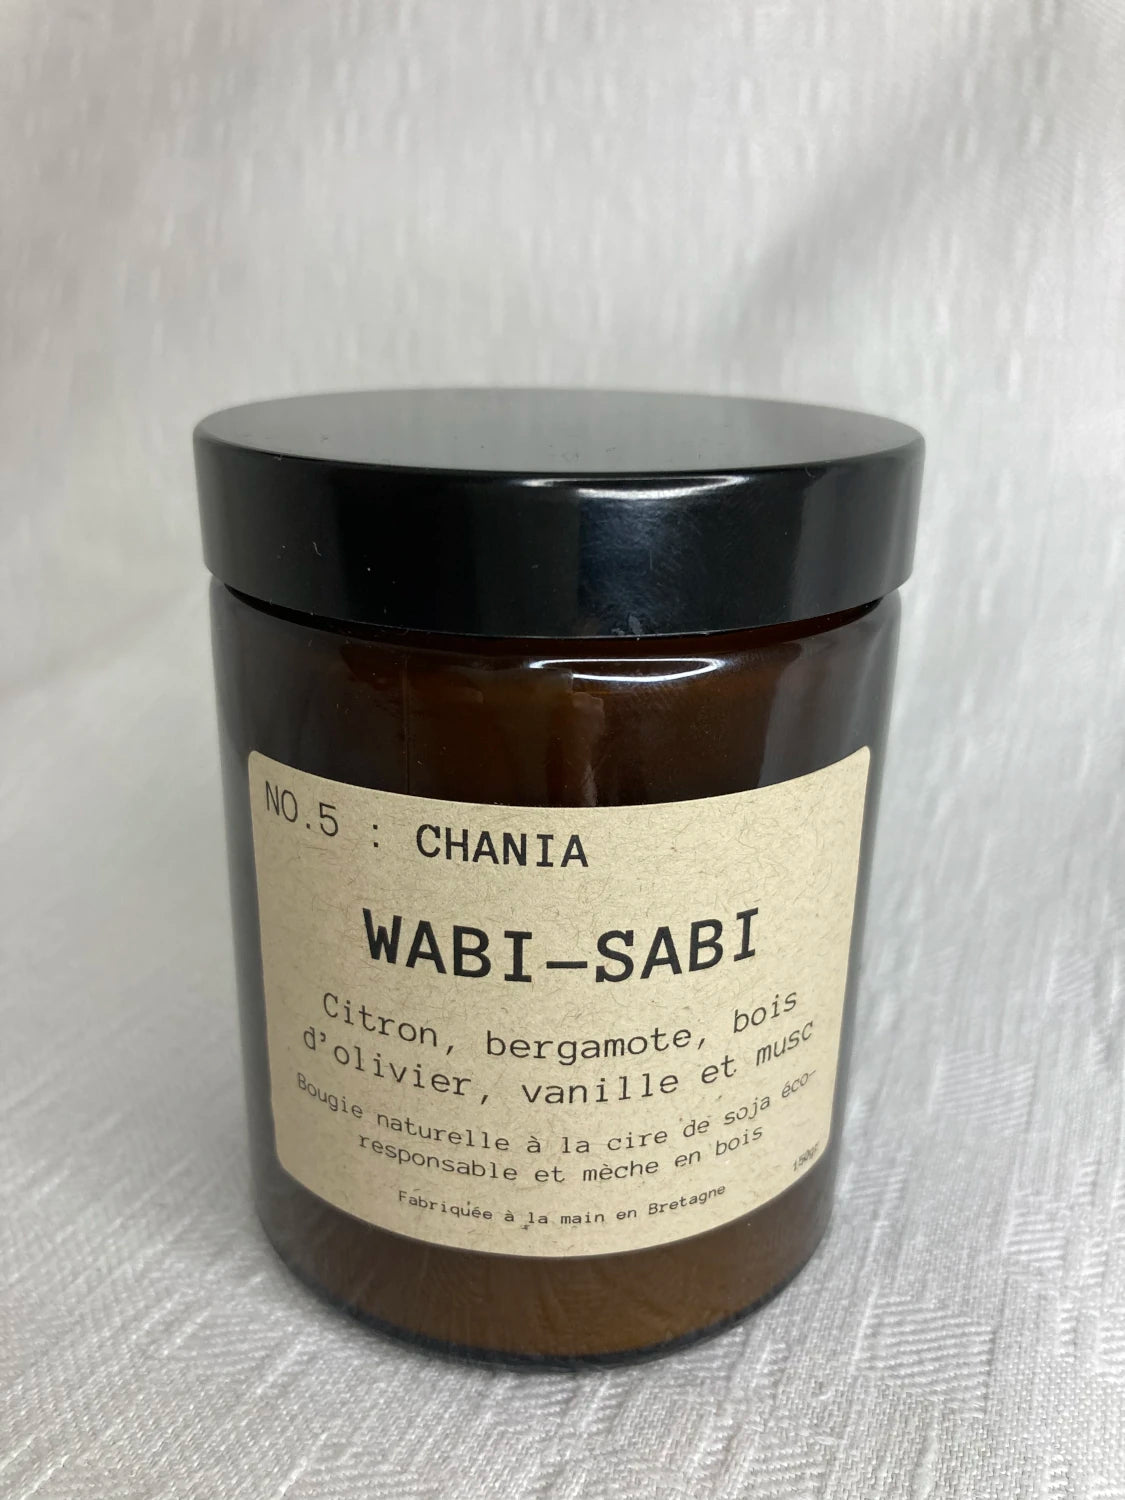 NO.5 : CHANIA
WABI—SABI
Citron, bergamote, bois
d'olivier, vanille et musc
Bougie naturelle à la cire de soja éco-
responsable et mèche en bois
150gr
Fabriquée à la main en Bretagne